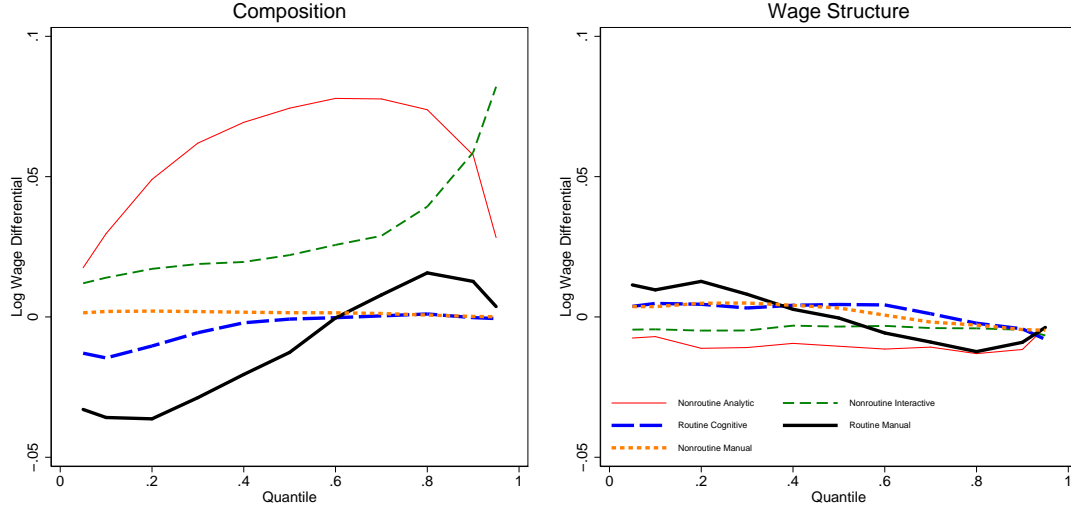 Composition
Log Wage Differential
.1
.05
0
-.05
0
.2
.4
.6
.8
1
Quantile
Wage Structure
Log Wage Differential
.1
.05
0
-.05
Nonroutine Analytic
Nonroutine Interactive
Routine Cognitive
Routine Manual
Nonroutine Manual
0
.2
.4
.6
.8
1
Quantile